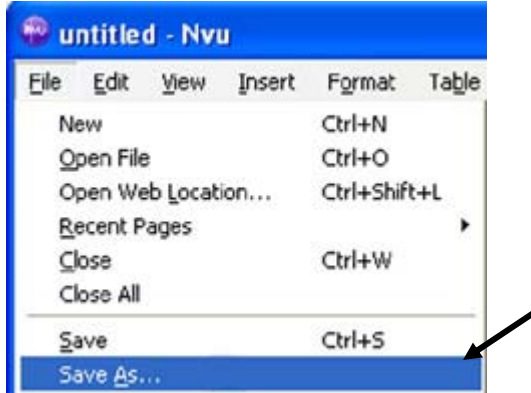 untitled - Nvu
File Edit View Insert Format Table
New Ctrl+N
Open File Ctrl+O
Open Web Location... Ctrl+Shift+L
Recent Pages
Close Ctrl+W
Close All
Save Ctrl+S
Save As...